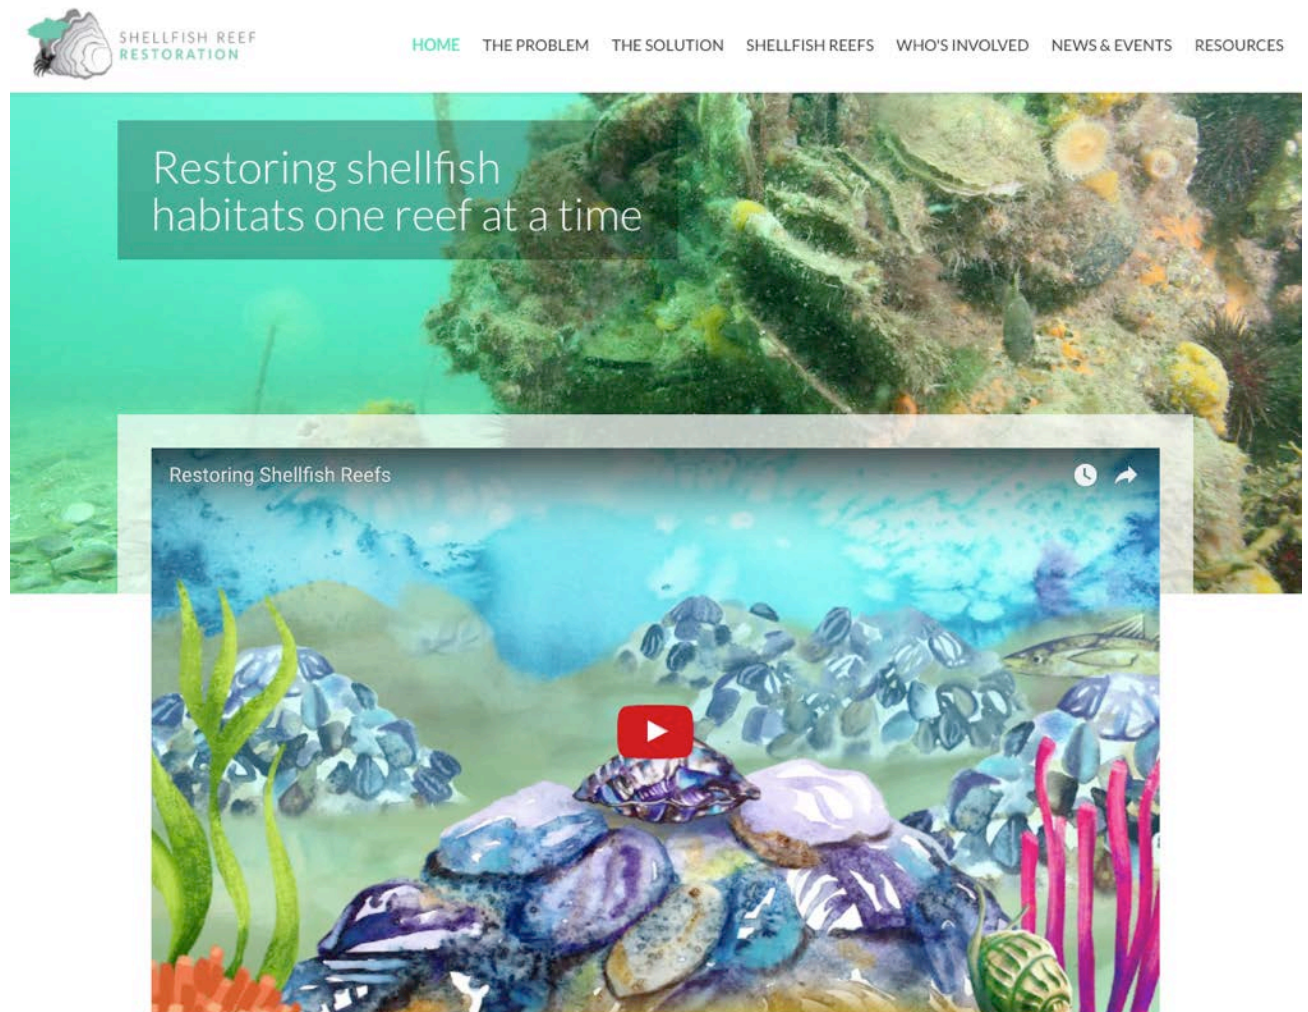 SHELLFISH REEF
RESTORATION
HOME THE PROBLEM THE SOLUTION SHELLFISH REEFS WHO'S INVOLVED NEWS & EVENTS RESOURCES
Restoring shellfish
habitats one reef at a time
Restoring Shellfish Reefs